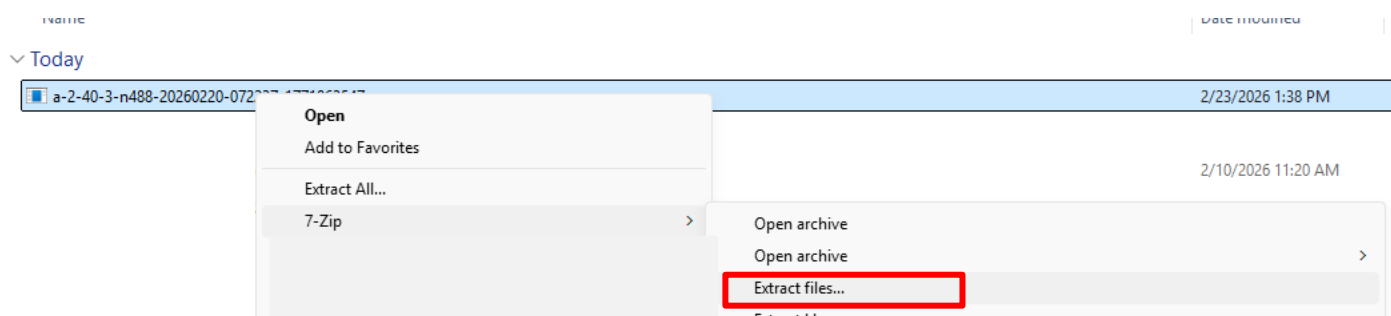 Name Date modified
Today
a-2-40-3-n488-20260220-072 2/23/2026 1:38 PM
Open
Add to Favorites
2/10/2026 11:20 AM
Extract All...
7-Zip
Open archive
Open archive
Extract files...